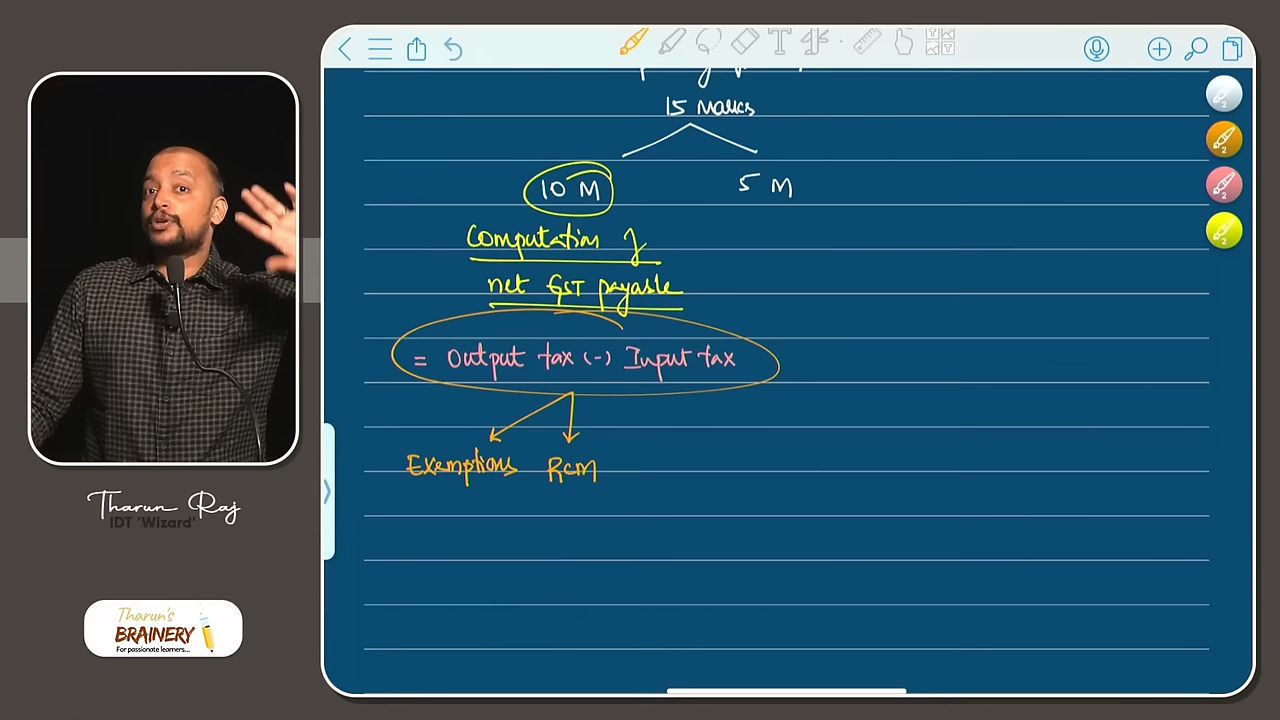 15 Marks
10 M
5 M
Computation of
net GST payable
= Output tax (-) Input tax
Exemptions
RCM
Tharun Raj
IDT 'Wizard'
Tharun's
BRAINERY
For passionate learners...